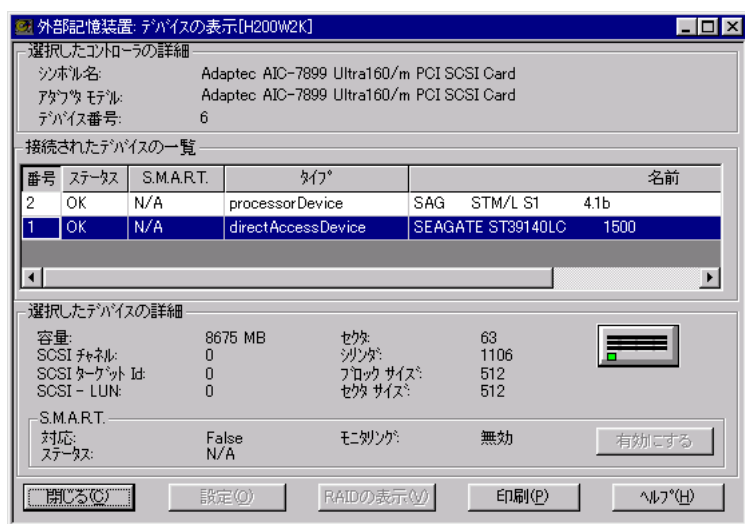 外部記憶装置: デバイスの表示[H200W2K]
選択したコントローラの詳細
シンボル名: Adaptec AIC-7899 Ultra160/m PCI SCSI Card
アダプタ モデル: Adaptec AIC-7899 Ultra160/m PCI SCSI Card
デバイス番号: 6
接続されたデバイスの一覧
番号 ステータス S.M.A.R.T. タイプ 名前
2 OK N/A processorDevice SAG STM/L S1 4.1b
1 OK N/A directAccessDevice SEAGATE ST39140LC 1500
選択したデバイスの詳細
容量: 8675 MB セクタ: 63
SCSI チャネル: 0 シリンダ: 1106
SCSI ターゲット Id: 0 ブロック サイズ: 512
SCSI - LUN: 0 セクタ サイズ: 512
S.M.A.R.T.
対応: False モニタリング: 無効 有効にする
ステータス: N/A
閉じる(C) 設定(O) RAIDの表示(V) 印刷(P) ヘルプ(H)